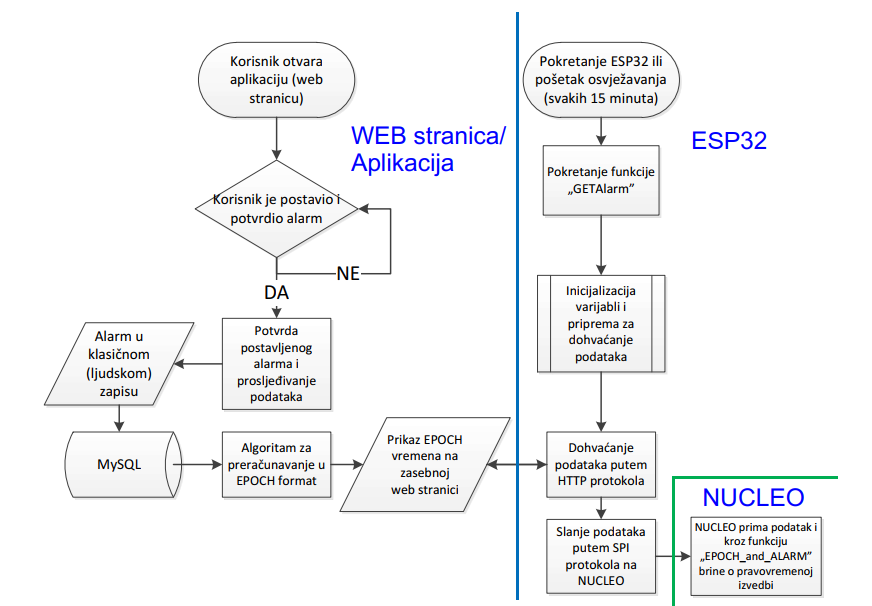 Korisnik otvara
aplikaciju (web
stranicu)
WEB stranica/
Aplikacija
Korisnik je postavio i
potvrdio alarm
NE
DA
Potvrda
postavljenog
alarma i
prosljeđivanje
podataka
Alarm u
klasičnom
(ljudskom)
zapisu
MySQL
Algoritam za
preračunavanje u
EPOCH format
Prikaz EPOCH
vremena na
zasebnoj
web stranici
Pokretanje ESP32 ili
pošetak osvježavanja
(svakih 15 minuta)
ESP32
Pokretanje funkcije
„GETAlarm”
Inicijalizacija
varijabli i
priprema za
dohvaćanje
podataka
Dohvaćanje
podataka putem
HTTP protokola
Slanje podataka
putem SPI
protokola na
NUCLEO
NUCLEO
NUCLEO prima podatak i
kroz funkciju
„EPOCH_and_ALARM”
brine o pravovremenoj
izvedbi